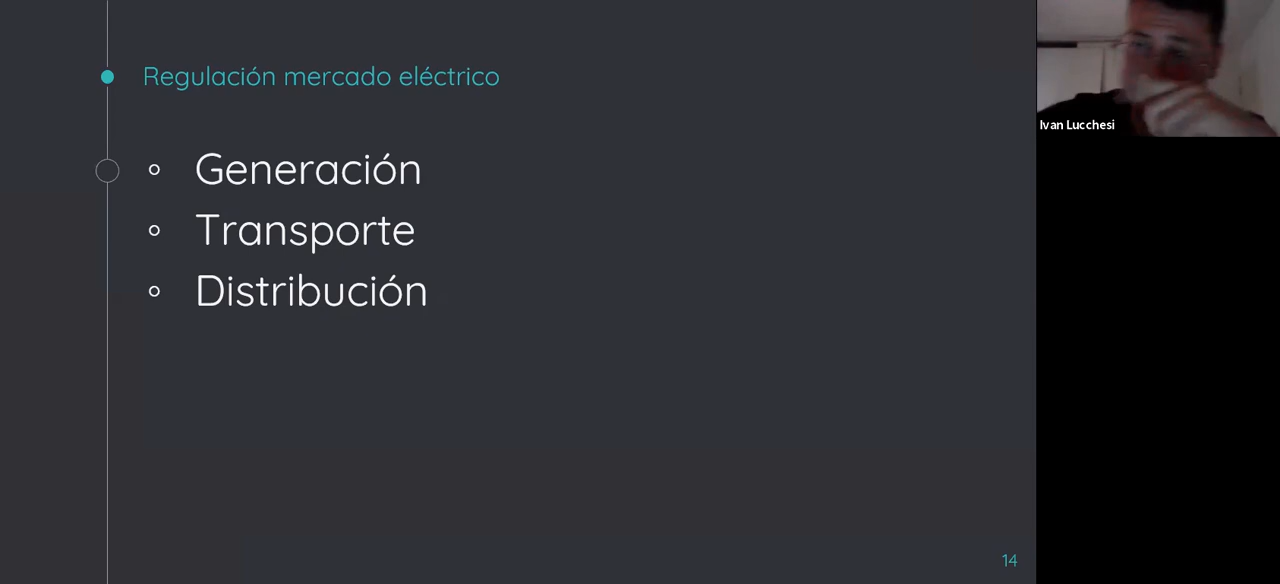 Regulación mercado eléctrico
Generación
Transporte
Distribución
Ivan Lucchesi
14